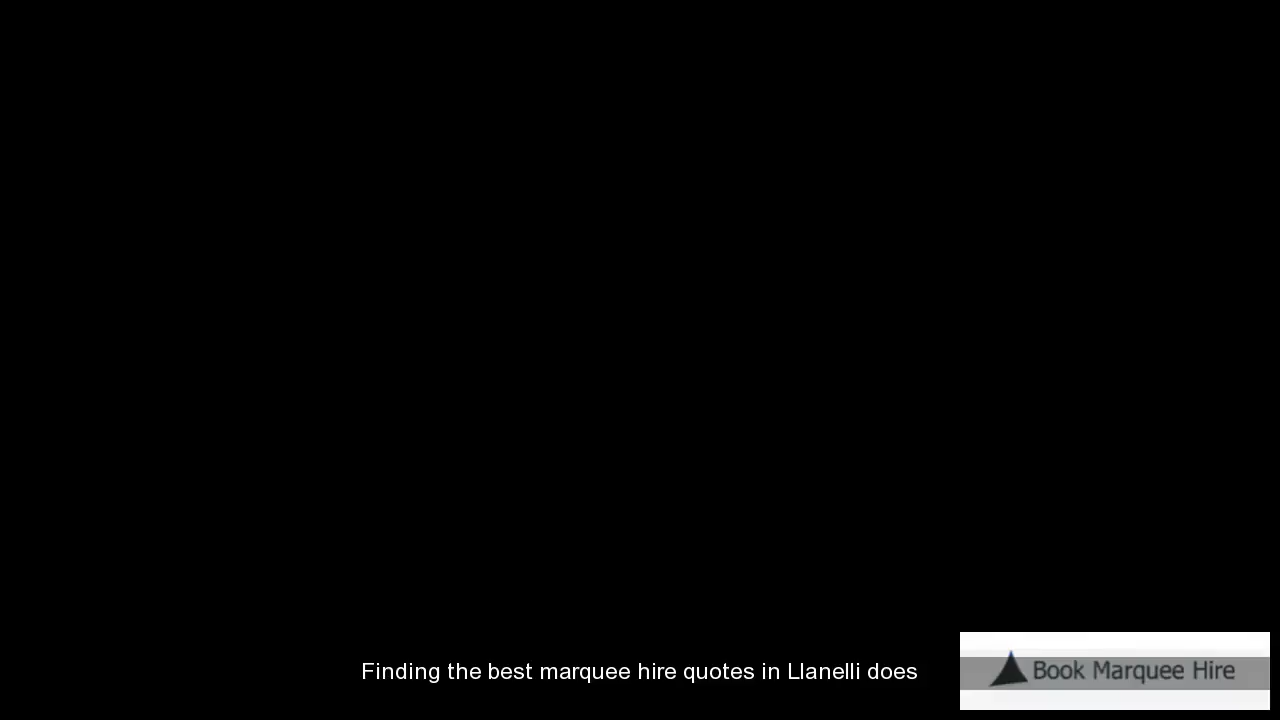 Finding the best marquee hire quotes in Llanelli does
Book Marquee Hire